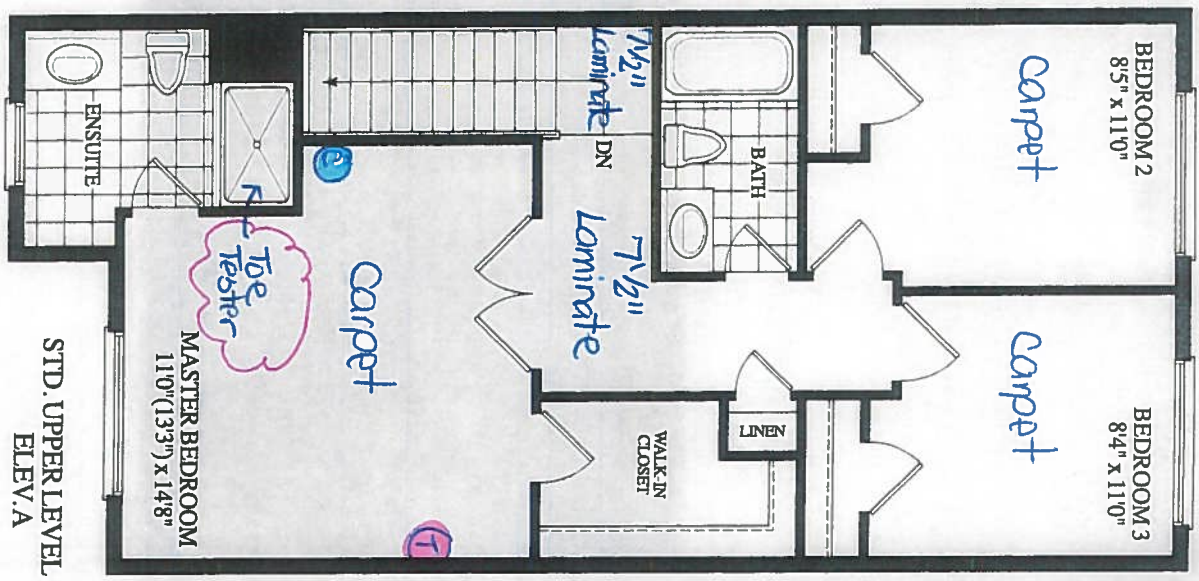 BEDROOM 2
8'5" x 11'0"
Carpet
BEDROOM 3
8'4" x 11'0"
Carpet
BATH
LINEN
WALK-IN
CLOSET
7½"
Laminate
DN
7½"
Laminate
T
Carpet
Toe
Tester
MASTER BEDROOM
11'0"(13'3") x 14'8"
ENSUITE
STD. UPPER LEVEL
ELEV. A